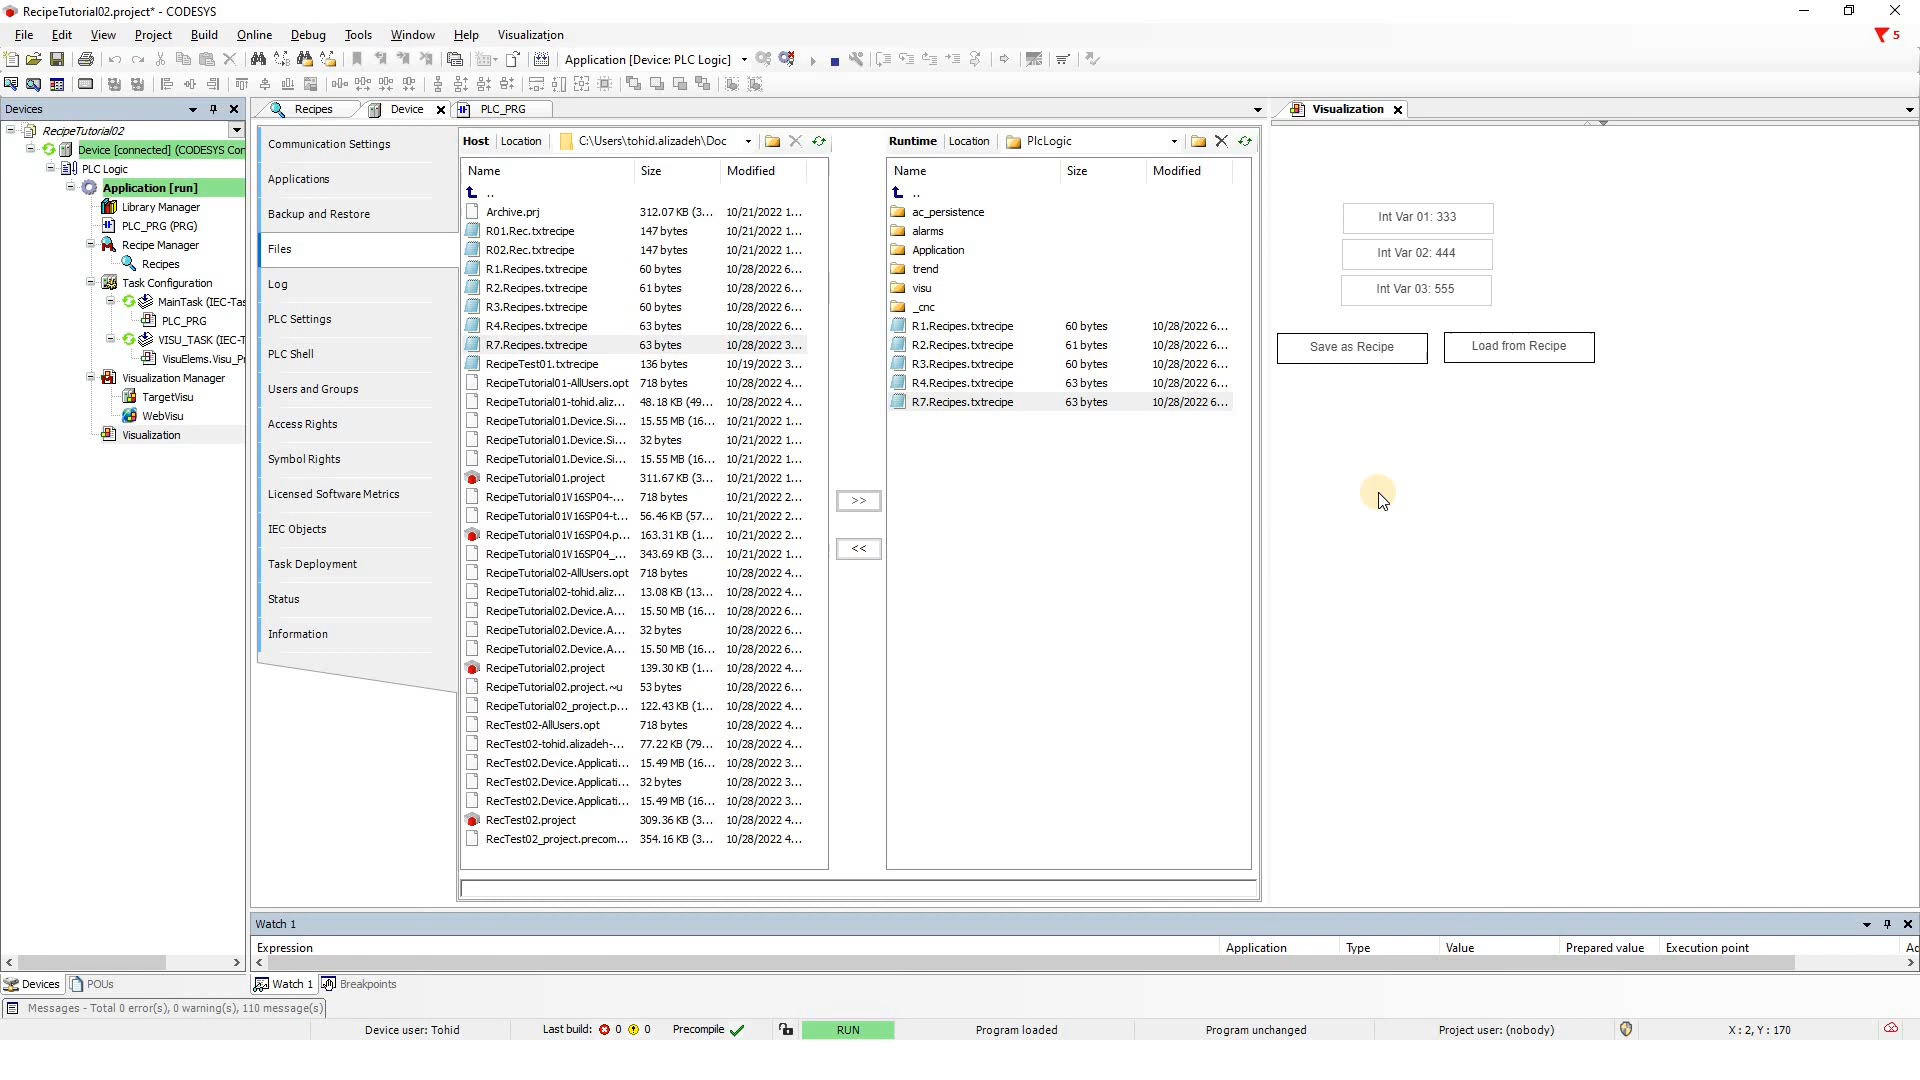 RecipeTutorial02.project* - CODESYS
File Edit View Project Build Online Debug Tools Window Help Visualization
5
Application [Device: PLC Logic]
Devices
RecipeTutorial02
Device [connected] (CODESYS Con
PLC Logic
Application [run]
Library Manager
PLC_PRG (PRG)
Recipe Manager
Recipes
Task Configuration
MainTask (IEC-Tas
PLC_PRG
VISU_TASK (IEC-T
VisuElems.Visu_Pr
Visualization Manager
TargetVisu
WebVisu
Visualization
Devices POUs
Recipes Device PLC_PRG
Communication Settings
Applications
Backup and Restore
Files
Log
PLC Settings
PLC Shell
Users and Groups
Access Rights
Symbol Rights
Licensed Software Metrics
IEC Objects
Task Deployment
Status
Information
Host Location C:\Users\tohid.alizadeh\Doc
Name Size Modified
..
Archive.prj 312.07 KB (3... 10/21/2022 1...
R01.Rec.txtrecipe 147 bytes 10/21/2022 1...
R02.Rec.txtrecipe 147 bytes 10/21/2022 1...
R1.Recipes.txtrecipe 60 bytes 10/28/2022 6...
R2.Recipes.txtrecipe 61 bytes 10/28/2022 6...
R3.Recipes.txtrecipe 60 bytes 10/28/2022 6...
R4.Recipes.txtrecipe 63 bytes 10/28/2022 6...
R7.Recipes.txtrecipe 63 bytes 10/28/2022 3...
RecipeTest01.txtrecipe 136 bytes 10/19/2022 3...
RecipeTutorial01-AllUsers.opt 718 bytes 10/28/2022 4...
RecipeTutorial01-tohid.aliz... 48.18 KB (49... 10/28/2022 4...
RecipeTutorial01.Device.Si... 15.55 MB (16... 10/21/2022 1...
RecipeTutorial01.Device.Si... 32 bytes 10/21/2022 1...
RecipeTutorial01.Device.Si... 15.55 MB (16... 10/21/2022 1...
RecipeTutorial01.project 311.67 KB (3... 10/21/2022 1...
RecipeTutorial01V16SP04-... 718 bytes 10/21/2022 2...
RecipeTutorial01V16SP04-t... 56.46 KB (57... 10/21/2022 2...
RecipeTutorial01V16SP04.p... 163.31 KB (1... 10/21/2022 2...
RecipeTutorial01V16SP04_... 343.69 KB (3... 10/21/2022 1...
RecipeTutorial02-AllUsers.opt 718 bytes 10/28/2022 4...
RecipeTutorial02-tohid.aliz... 13.08 KB (13... 10/28/2022 4...
RecipeTutorial02.Device.A... 15.50 MB (16... 10/28/2022 6...
RecipeTutorial02.Device.A... 32 bytes 10/28/2022 6...
RecipeTutorial02.Device.A... 15.50 MB (16... 10/28/2022 6...
RecipeTutorial02.project 139.30 KB (1... 10/28/2022 4...
RecipeTutorial02.project.~u 53 bytes 10/28/2022 6...
RecipeTutorial02_project.p... 122.43 KB (1... 10/28/2022 4...
RecTest02-AllUsers.opt 718 bytes 10/28/2022 4...
RecTest02-tohid.alizadeh-... 77.22 KB (79... 10/28/2022 4...
RecTest02.Device.Applicati... 15.49 MB (16... 10/28/2022 3...
RecTest02.Device.Applicati... 32 bytes 10/28/2022 3...
RecTest02.Device.Applicati... 15.49 MB (16... 10/28/2022 3...
RecTest02.project 309.36 KB (3... 10/28/2022 4...
RecTest02_project.precom... 354.16 KB (3... 10/28/2022 4...
>>
<<
Runtime Location PlcLogic
Name Size Modified
..
ac_persistence
alarms
Application
trend
visu
_cnc
R1.Recipes.txtrecipe 60 bytes 10/28/2022 6...
R2.Recipes.txtrecipe 61 bytes 10/28/2022 6...
R3.Recipes.txtrecipe 60 bytes 10/28/2022 6...
R4.Recipes.txtrecipe 63 bytes 10/28/2022 6...
R7.Recipes.txtrecipe 63 bytes 10/28/2022 6...
Visualization
Int Var 01: 333
Int Var 02: 444
Int Var 03: 555
Save as Recipe Load from Recipe
Watch 1
Expression Application Type Value Prepared value Execution point Ad
Watch 1 Breakpoints
Messages - Total 0 error(s), 0 warning(s), 110 message(s)
Device user: Tohid Last build: 0 0 Precompile RUN Program loaded Program unchanged Project user: (nobody) X: 2, Y: 170